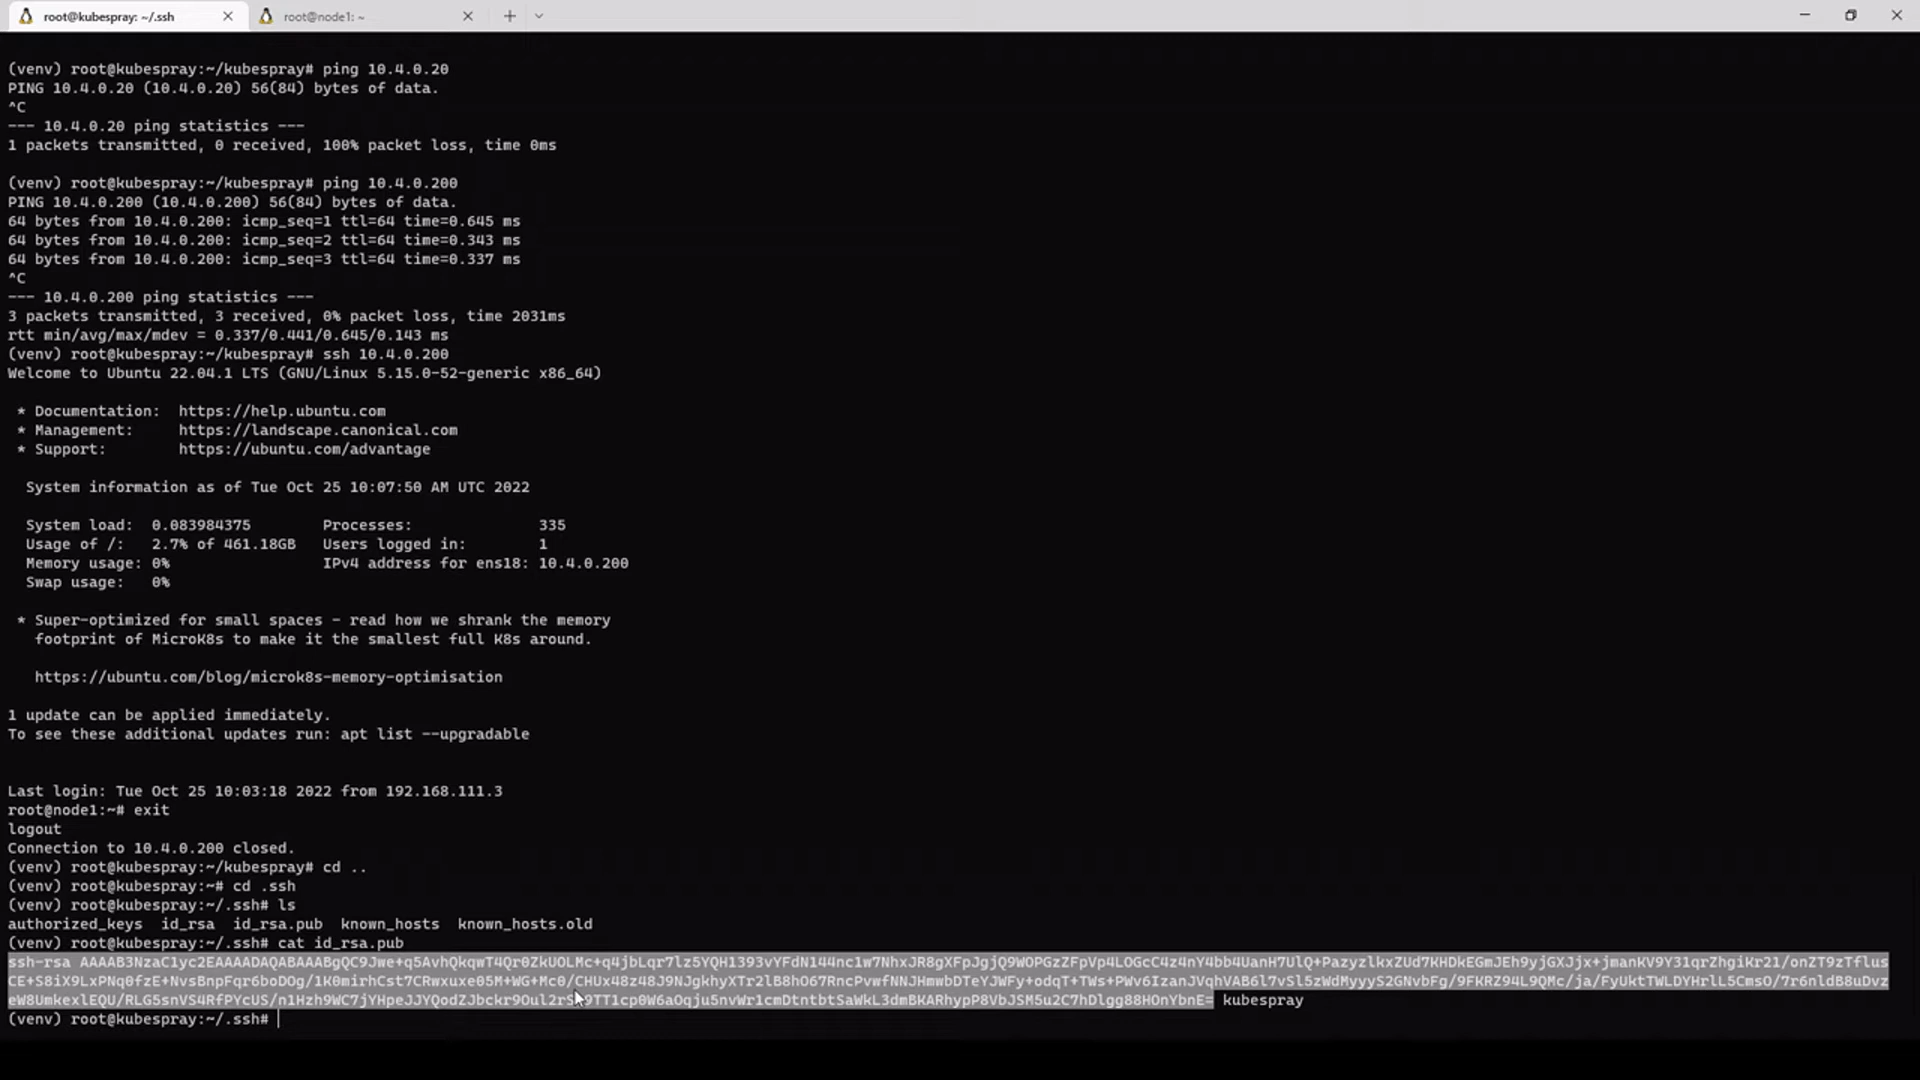 root@kubespray: ~/.ssh
root@node1: ~
(venv) root@kubespray:~/kubespray# ping 10.4.0.20
PING 10.4.0.20 (10.4.0.20) 56(84) bytes of data.
^C
--- 10.4.0.20 ping statistics ---
1 packets transmitted, 0 received, 100% packet loss, time 0ms
(venv) root@kubespray:~/kubespray# ping 10.4.0.200
PING 10.4.0.200 (10.4.0.200) 56(84) bytes of data.
64 bytes from 10.4.0.200: icmp_seq=1 ttl=64 time=0.645 ms
64 bytes from 10.4.0.200: icmp_seq=2 ttl=64 time=0.343 ms
64 bytes from 10.4.0.200: icmp_seq=3 ttl=64 time=0.337 ms
^C
--- 10.4.0.200 ping statistics ---
3 packets transmitted, 3 received, 0% packet loss, time 2031ms
rtt min/avg/max/mdev = 0.337/0.441/0.645/0.143 ms
(venv) root@kubespray:~/kubespray# ssh 10.4.0.200
Welcome to Ubuntu 22.04.1 LTS (GNU/Linux 5.15.0-52-generic x86_64)
* Documentation: https://help.ubuntu.com
* Management: https://landscape.canonical.com
* Support: https://ubuntu.com/advantage
System information as of Tue Oct 25 10:07:50 AM UTC 2022
System load: 0.083984375 Processes: 335
Usage of /: 2.7% of 461.18GB Users logged in: 1
Memory usage: 0% IPv4 address for ens18: 10.4.0.200
Swap usage: 0%
* Super-optimized for small spaces - read how we shrank the memory
footprint of MicroK8s to make it the smallest full K8s around.
https://ubuntu.com/blog/microk8s-memory-optimisation
1 update can be applied immediately.
To see these additional updates run: apt list --upgradable
Last login: Tue Oct 25 10:03:18 2022 from 192.168.111.3
root@node1:~# exit
logout
Connection to 10.4.0.200 closed.
(venv) root@kubespray:~/kubespray# cd ..
(venv) root@kubespray:~# cd .ssh
(venv) root@kubespray:~/.ssh# ls
authorized_keys id_rsa id_rsa.pub known_hosts known_hosts.old
(venv) root@kubespray:~/.ssh# cat id_rsa.pub
ssh-rsa
kubespray
(venv) root@kubespray:~/.ssh#